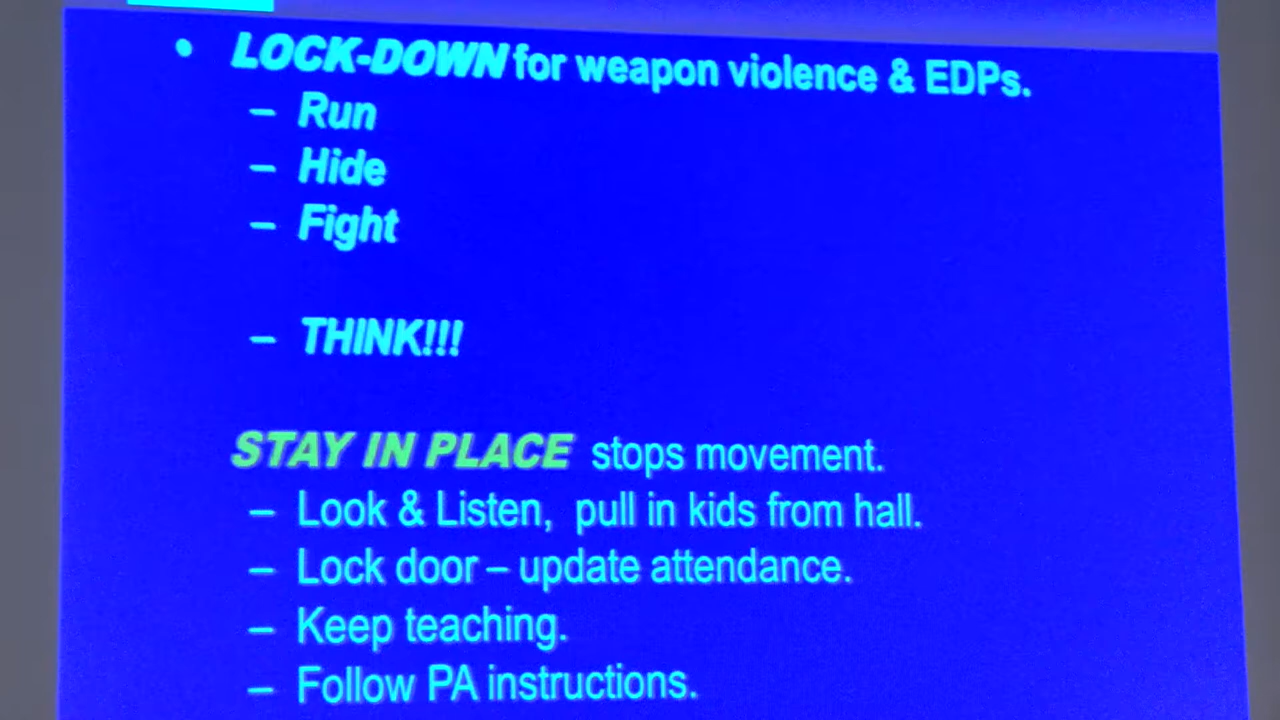 • LOCK-DOWN for weapon violence & EDPs.
– Run
– Hide
– Fight
– THINK!!!
STAY IN PLACE stops movement.
– Look & Listen, pull in kids from hall.
– Lock door – update attendance.
– Keep teaching.
– Follow PA instructions.